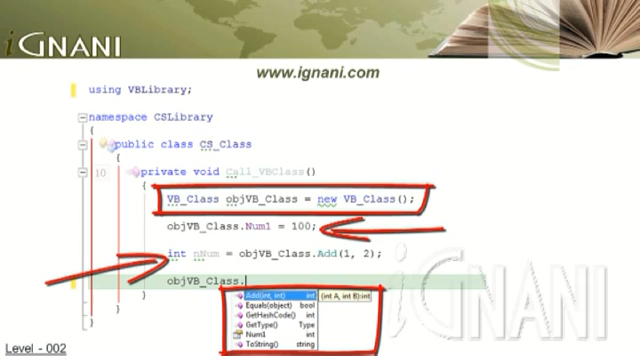 iGNANI
www.ignani.com
using VBLibrary;
namespace CSLibrary
{
public class CS_Class
{
10 private void Call_VBClass()
{
VB_Class objVB_Class = new VB_Class();
objVB_Class.Num1 = 100;
int nNum = objVB_Class.Add(1, 2);
objVB_Class.
Add(int, int) int (int A, int B):int
Equals(object) bool
GetHashCode() int
GetType() Type
Num1 int
ToString() string
}
}
}
iGNANI
Level - 002